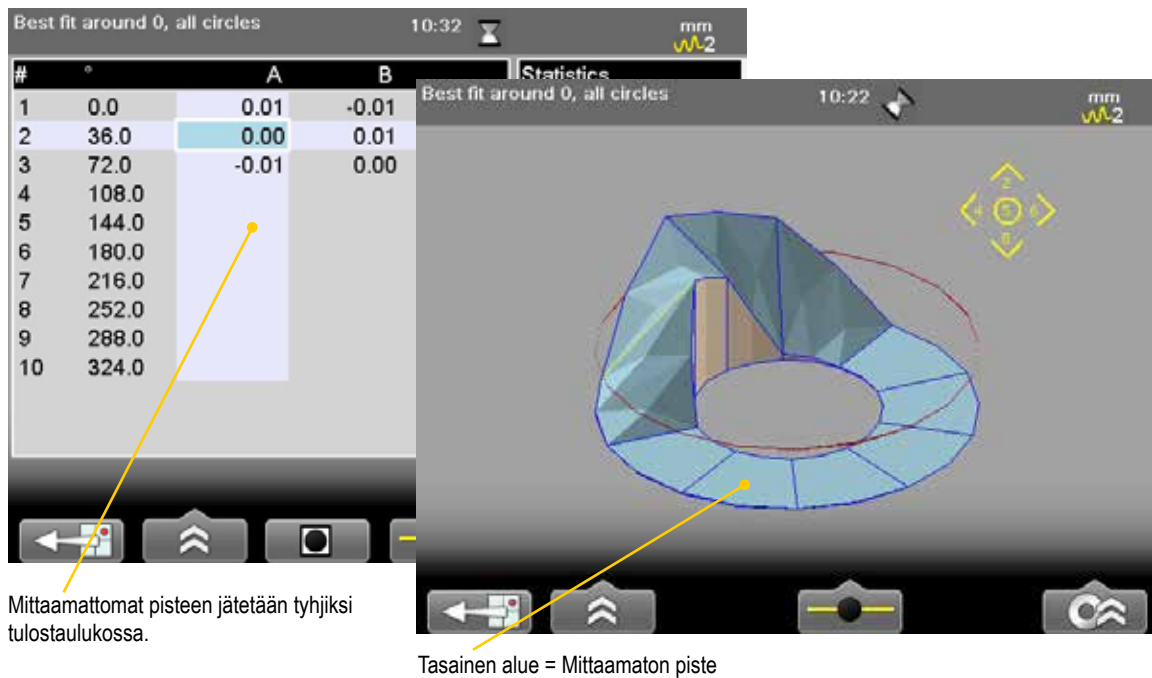 Best fit around 0, all circles 10:32 mm
2
# ° A B Statistics
1 0.0 0.01 -0.01
2 36.0 0.00 0.01
3 72.0 -0.01 0.00
4 108.0
5 144.0
6 180.0
7 216.0
8 252.0
9 288.0
10 324.0
Best fit around 0, all circles 10:22 mm
2
2
4 5 6
8
Mittaamattomat pisteen jätetään tyhjiksi
tulostaulukossa.
Tasainen alue = Mittaamaton piste